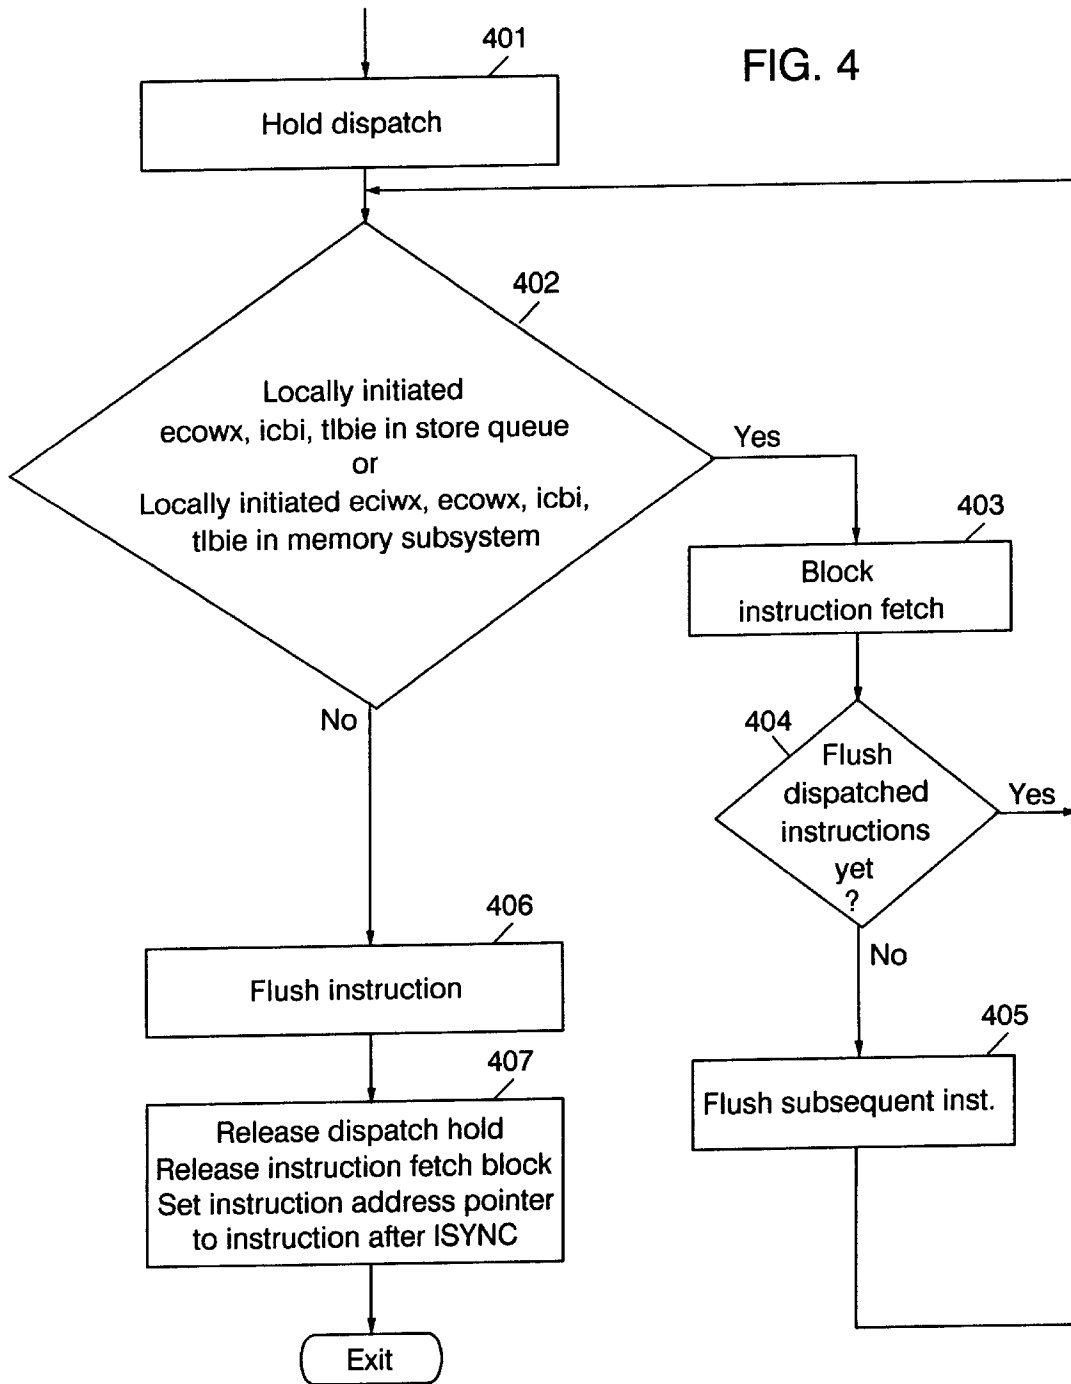 401
FIG. 4
Hold dispatch
402
Locally initiated
ecowx, icbi, tlbie in store queue
or
Locally initiated eciwx, ecowx, icbi,
tlbie in memory subsystem
Yes
403
Block
instruction fetch
No
404
Flush
dispatched
instructions
yet
?
Yes
No
406
Flush instruction
405
Flush subsequent inst.
407
Release dispatch hold
Release instruction fetch block
Set instruction address pointer
to instruction after ISYNC
Exit